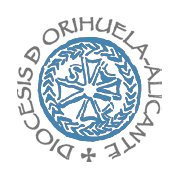 DIOCESIS Đ ORIHUELA-ALICANTE